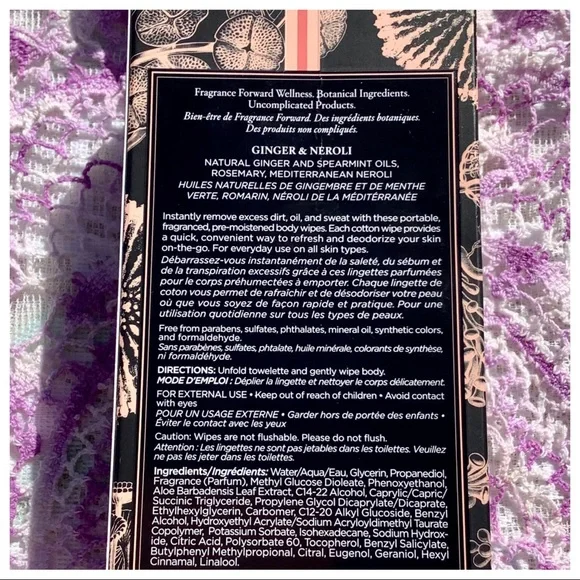 Fragrance Forward Wellness. Botanical Ingredients.
Uncomplicated Products.
Bien-être de Fragrance Forward. Des ingrédients botaniques.
Des produits non compliqués.
GINGER & NÉROLI
NATURAL GINGER AND SPEARMINT OILS,
ROSEMARY, MEDITERRANEAN NEROLI
HUILES NATURELLES DE GINGEMBRE ET DE MENTHE
VERTE, ROMARIN, NÉROLI DE LA MÉDITÉRRANÉE
Instantly remove excess dirt, oil, and sweat with these portable,
fragranced, pre-moistened body wipes. Each cotton wipe provides
a quick, convenient way to refresh and deodorize your skin
on-the-go. For everyday use on all skin types.
Débarrassez-vous instantanément de la saleté, du sébum et
de la transpiration excessifs grâce à ces lingettes parfumées
pour le corps préhumectées à emporter. Chaque lingette de
coton vous permet de rafraîchir et de désodoriser votre peau
où que vous soyez de façon rapide et pratique. Pour une
utilisation quotidienne sur tous les types de peaux.
Free from parabens, sulfates, phthalates, mineral oil, synthetic colors,
and formaldehyde.
Sans parabènes, sulfates, phtalate, huile minérale, colorants de synthèse,
ni formaldéhyde.
DIRECTIONS: Unfold towelette and gently wipe body.
MODE D'EMPLOI : Déplier la lingette et nettoyer le corps délicatement.
FOR EXTERNAL USE • Keep out of reach of children • Avoid contact
with eyes
POUR UN USAGE EXTERNE • Garder hors de portée des enfants •
Éviter le contact avec les yeux
Caution: Wipes are not flushable. Please do not flush.
Attention : Les lingettes ne sont pas jetables dans les toilettes. Veuillez
ne pas les jeter dans les toilettes.
Ingredients/Ingrédients: Water/Aqua/Eau, Glycerin, Propanediol,
Fragrance (Parfum), Methyl Glucose Dioleate, Phenoxyethanol,
Aloe Barbadensis Leaf Extract, C14-22 Alcohol, Caprylic/Capric/
Succinic Triglyceride, Propylene Glycol Dicaprylate/Dicaprate,
Ethylhexylglycerin, Carbomer, C12-20 Alkyl Glucoside, Benzyl
Alcohol, Hydroxyethyl Acrylate/Sodium Acryloyldimethyl Taurate
Copolymer, Potassium Sorbate, Isohexadecane, Sodium Hydrox-
ide, Citric Acid, Polysorbate 60, Tocopherol, Benzyl Salicylate,
Butylphenyl Methylpropional, Citral, Eugenol, Geraniol, Hexyl
Cinnamal, Linalool.